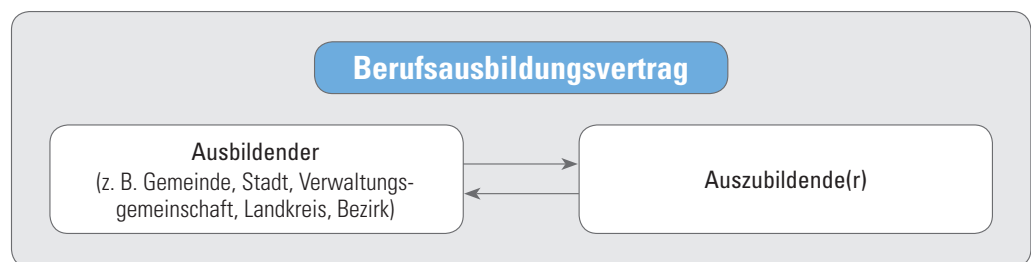 Berufsausbildungsvertrag
Ausbildender
(z. B. Gemeinde, Stadt, Verwaltungs-
gemeinschaft, Landkreis, Bezirk)
Auszubildende(r)